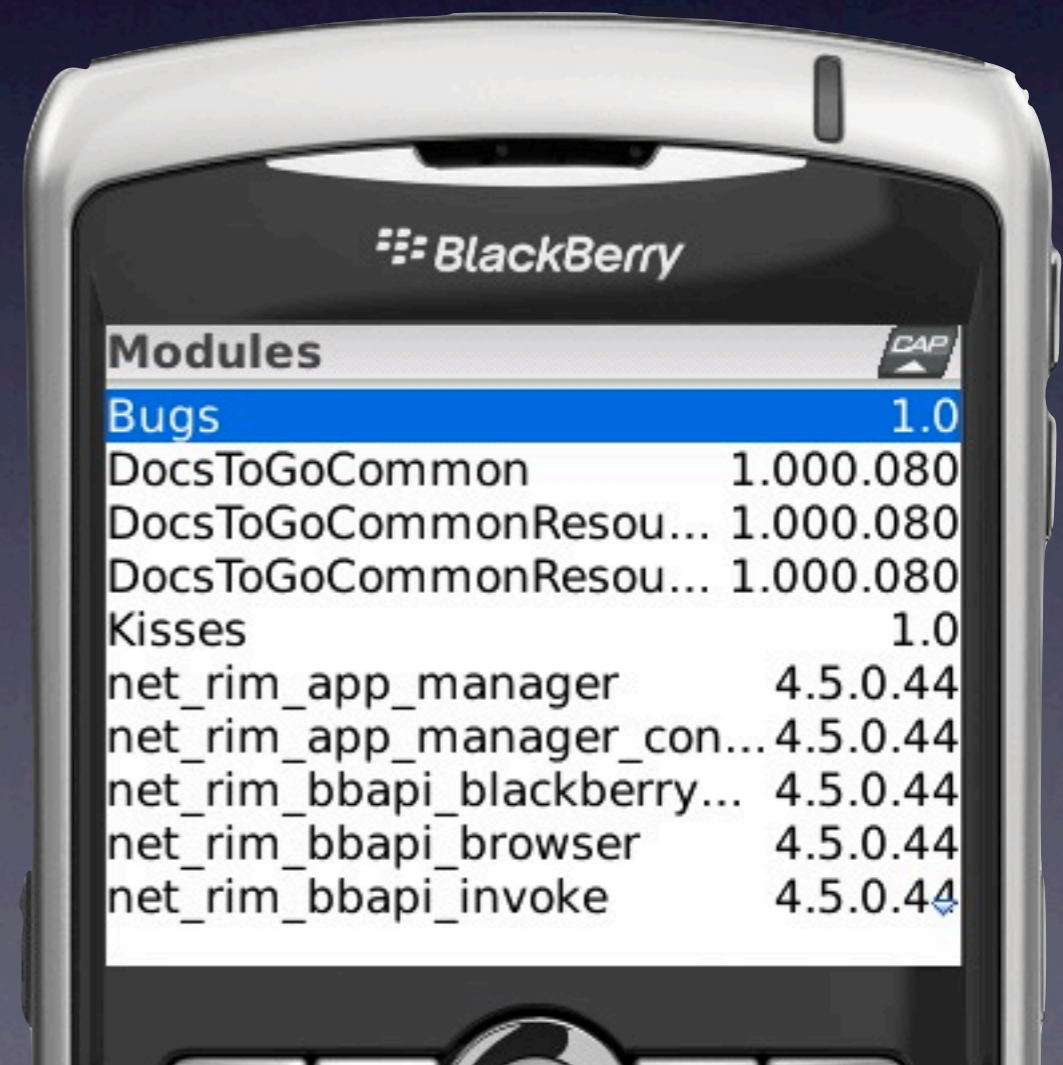 BlackBerry
Modules CAP
Bugs 1.0
DocsToGoCommon 1.000.080
DocsToGoCommonResou... 1.000.080
DocsToGoCommonResou... 1.000.080
Kisses 1.0
net_rim_app_manager 4.5.0.44
net_rim_app_manager_con... 4.5.0.44
net_rim_bbapi_blackberry... 4.5.0.44
net_rim_bbapi_browser 4.5.0.44
net_rim_bbapi_invoke 4.5.0.44